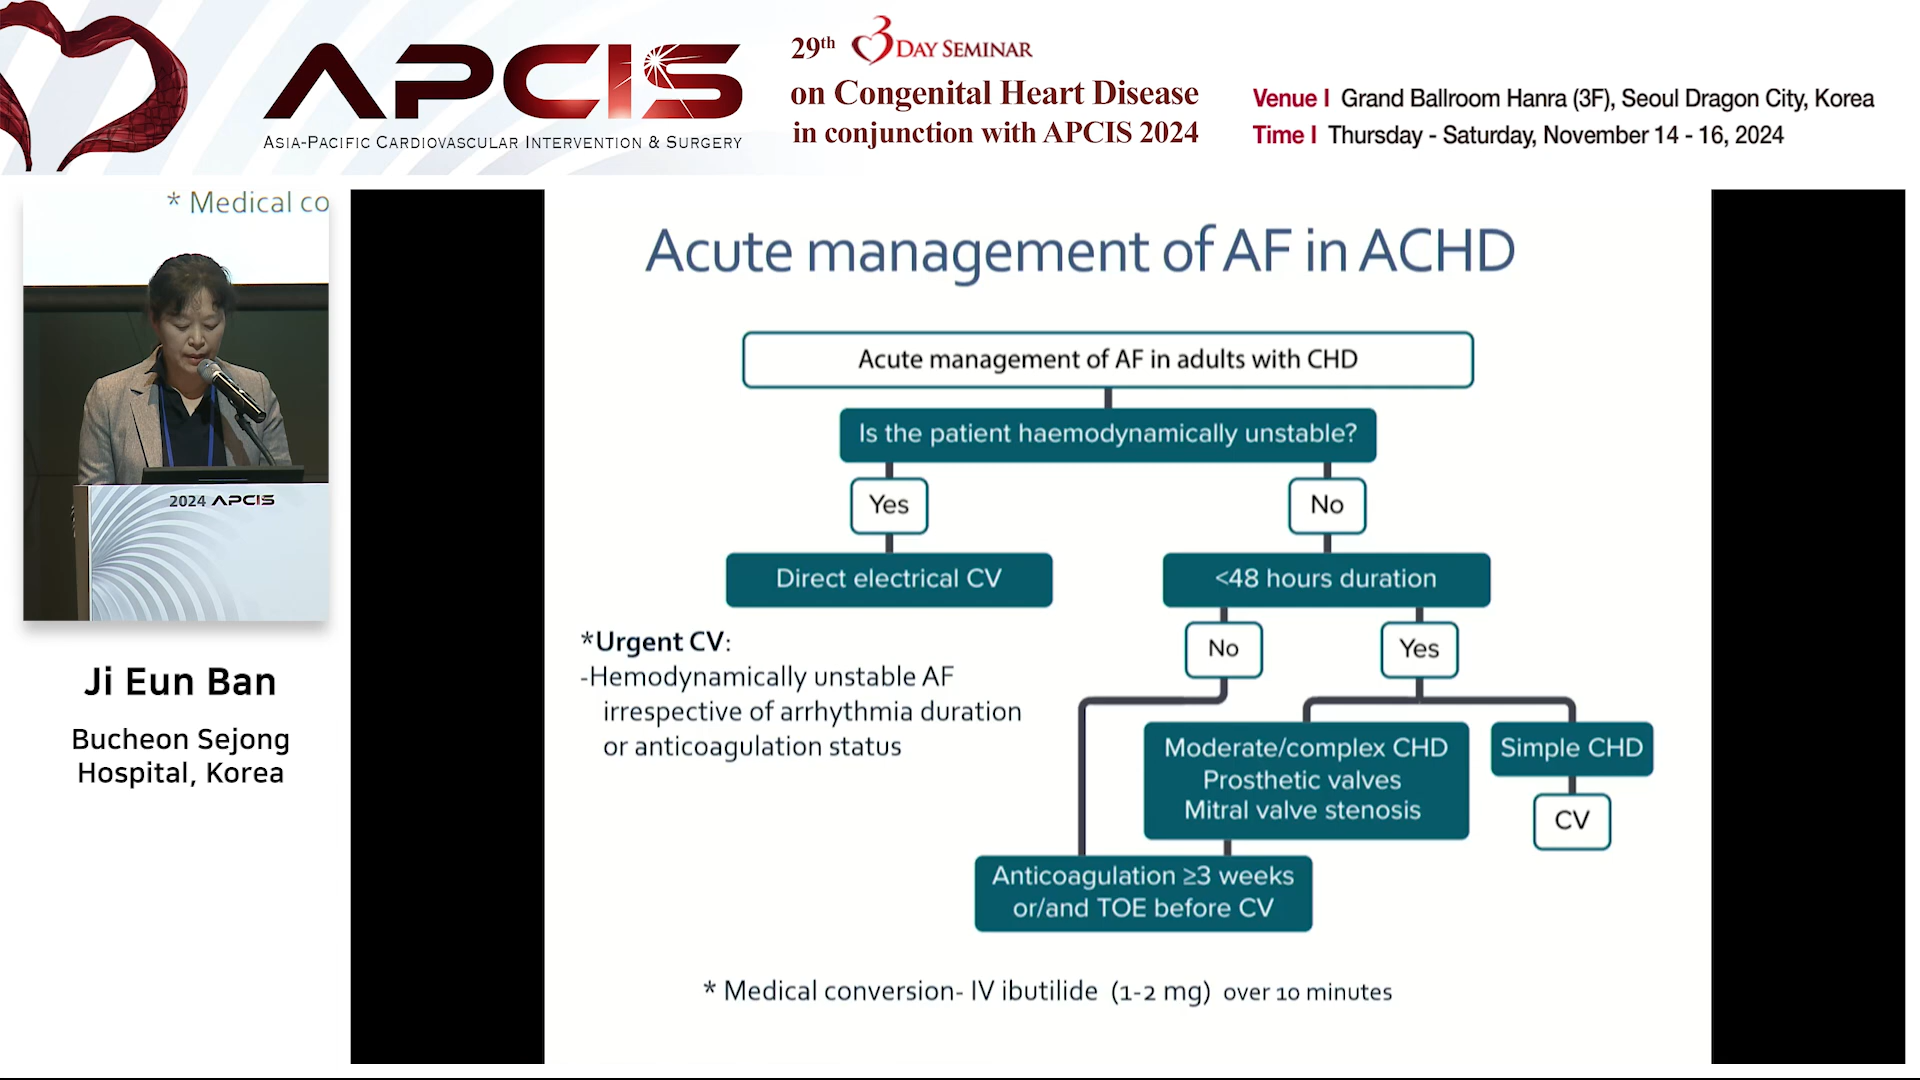 APCIS
ASIA-PACIFIC CARDIOVASCULAR INTERVENTION & SURGERY
29th 3 DAY SEMINAR
on Congenital Heart Disease
in conjunction with APCIS 2024
Venue I Grand Ballroom Hanra (3F), Seoul Dragon City, Korea
Time I Thursday - Saturday, November 14 - 16, 2024
* Medical co
2024 APCIS
Ji Eun Ban
Bucheon Sejong
Hospital, Korea
Acute management of AF in ACHD
Acute management of AF in adults with CHD
Is the patient haemodynamically unstable?
Yes
No
Direct electrical CV
<48 hours duration
*Urgent CV:
-Hemodynamically unstable AF
irrespective of arrhythmia duration
or anticoagulation status
No
Yes
Moderate/complex CHD
Prosthetic valves
Mitral valve stenosis
Simple CHD
CV
Anticoagulation ≥3 weeks
or/and TOE before CV
* Medical conversion- IV ibutilide (1-2 mg) over 10 minutes